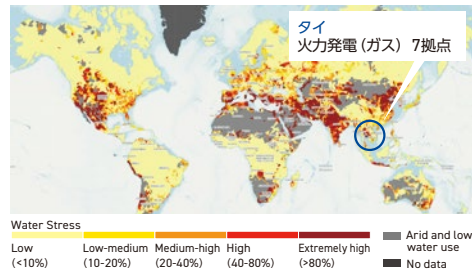 タイ
火力発電（ガス） 7拠点
Water Stress
Low
(<10%)
Low-medium
(10-20%)
Medium-high
(20-40%)
High
(40-80%)
Extremely high
(>80%)
Arid and low
water use
No data